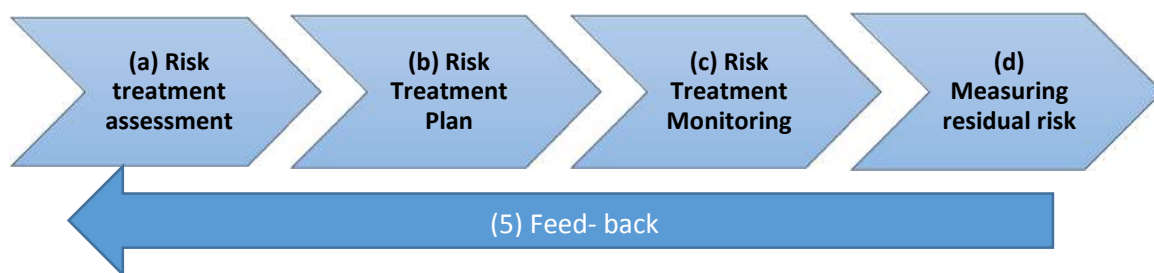 (a) Risk
treatment
assessment
(b) Risk
Treatment
Plan
(c) Risk
Treatment
Monitoring
(d)
Measuring
residual risk
(5) Feed- back